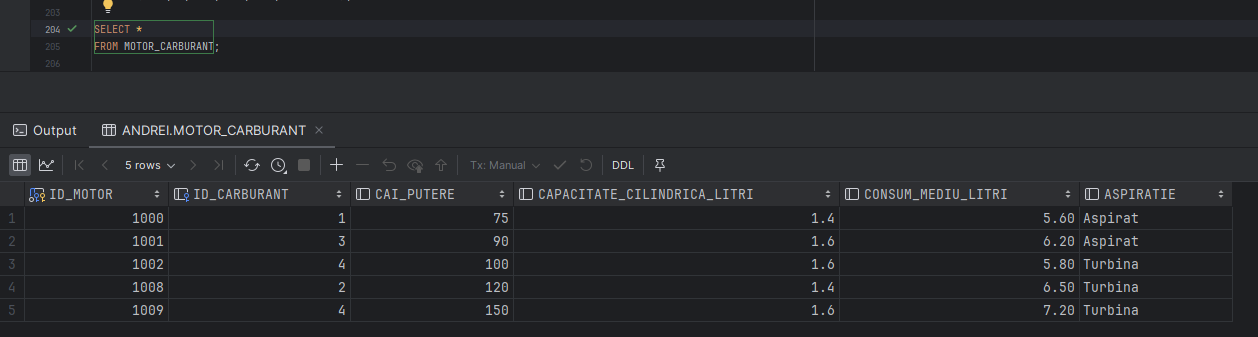 203
204 SELECT *
205 FROM MOTOR_CARBURANT;
206
Output ANDREI.MOTOR_CARBURANT
5 rows Tx: Manual DDL
ID_MOTOR ID_CARBURANT CAI_PUTERE CAPACITATE_CILINDRICA_LITRI CONSUM_MEDIU_LITRI ASPIRATIE
1 1000 1 75 1.4 5.60 Aspirat
2 1001 3 90 1.6 6.20 Aspirat
3 1002 4 100 1.6 5.80 Turbina
4 1008 2 120 1.4 6.50 Turbina
5 1009 4 150 1.6 7.20 Turbina